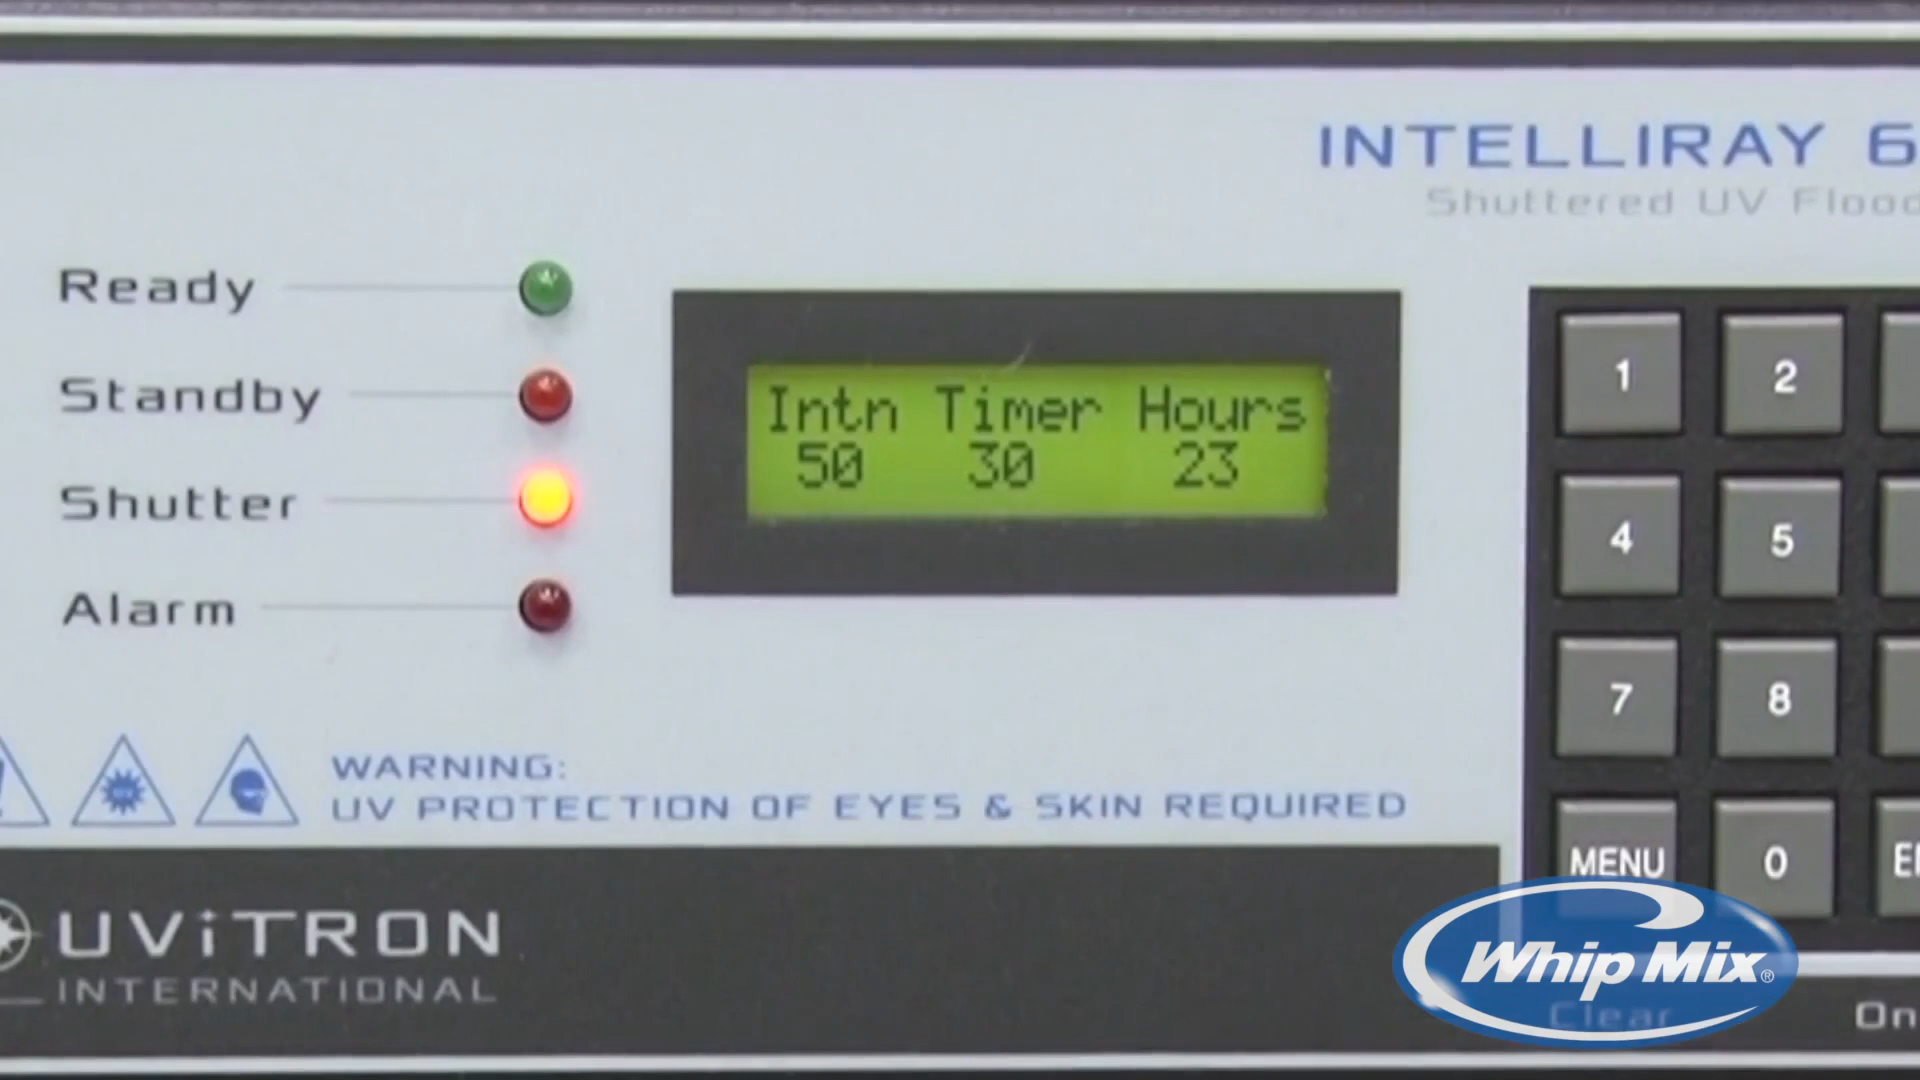 INTELLIRAY 6
Shuttered UV Flood
Ready
Standby
Shutter
Alarm
Intn Timer Hours
50 30 23
1 2
4 5
7 8
MENU 0
WARNING:
UV PROTECTION OF EYES & SKIN REQUIRED
UViTRON
INTERNATIONAL
Whip Mix®
Clear
On